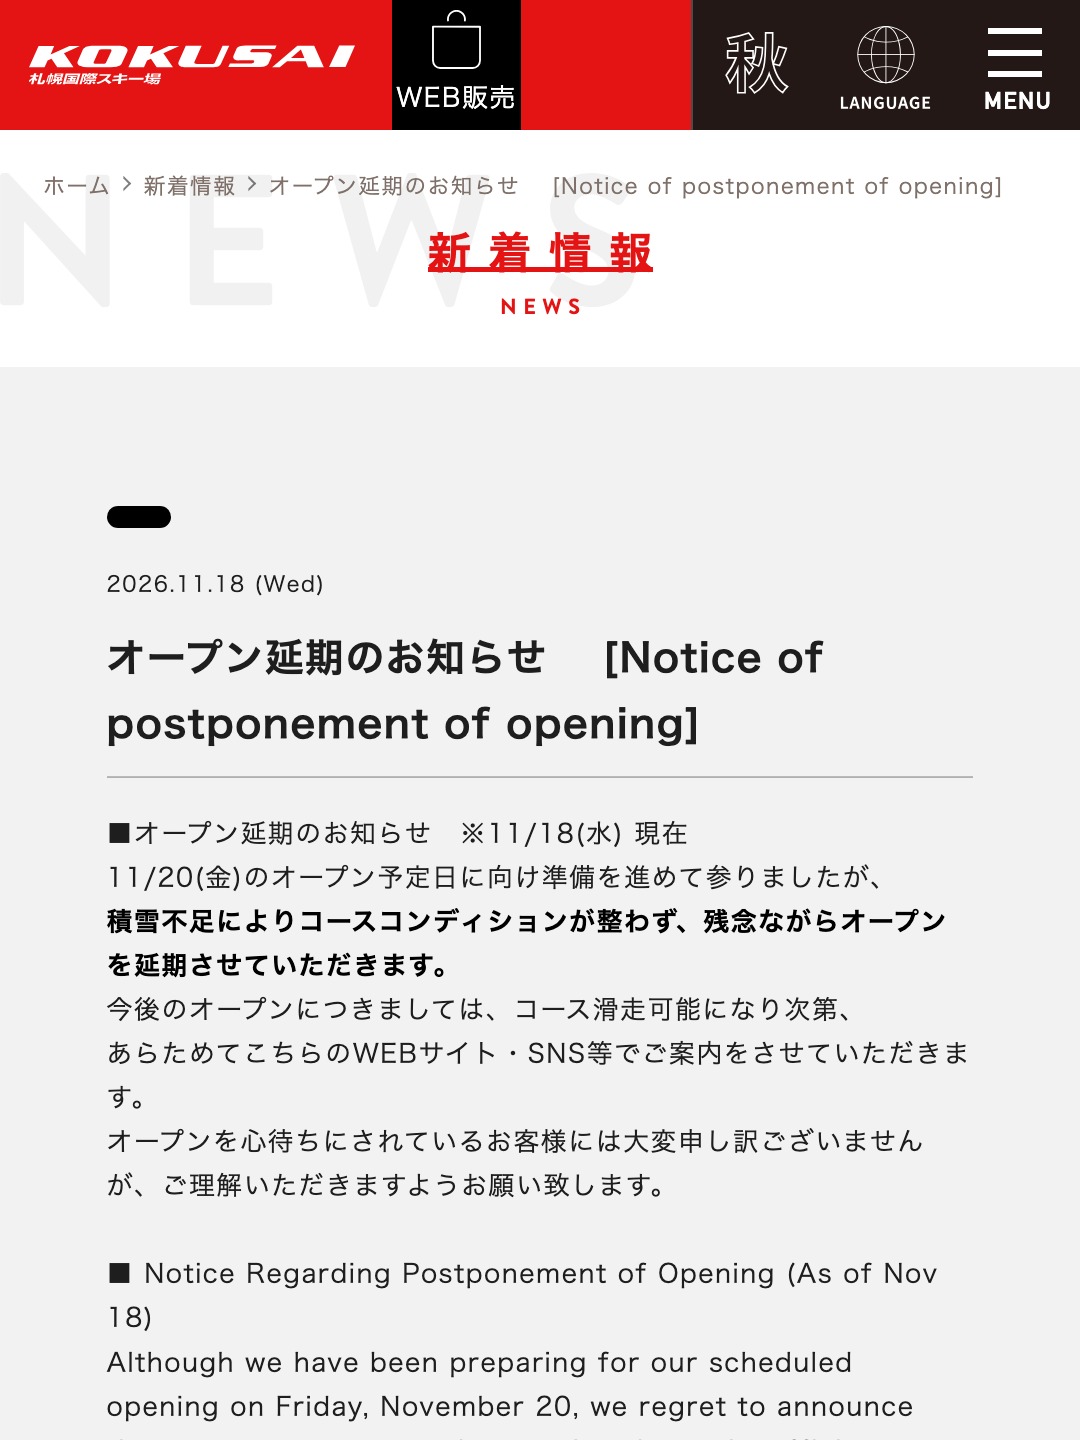 KOKUSAI
札幌国際スキー場
WEB販売
秋
LANGUAGE
MENU
NEWS
ホーム > 新着情報 > オープン延期のお知らせ　[Notice of postponement of opening]
新着情報
NEWS
2026.11.18 (Wed)
オープン延期のお知らせ　[Notice of
postponement of opening]
■オープン延期のお知らせ　※11/18(水) 現在
11/20(金)のオープン予定日に向け準備を進めて参りましたが、
積雪不足によりコースコンディションが整わず、残念ながらオープン
を延期させていただきます。
今後のオープンにつきましては、コース滑走可能になり次第、
あらためてこちらのWEBサイト・SNS等でご案内をさせていただきま
す。
オープンを心待ちにされているお客様には大変申し訳ございません
が、ご理解いただきますようお願い致します。
■ Notice Regarding Postponement of Opening (As of Nov
18)
Although we have been preparing for our scheduled
opening on Friday, November 20, we regret to announce